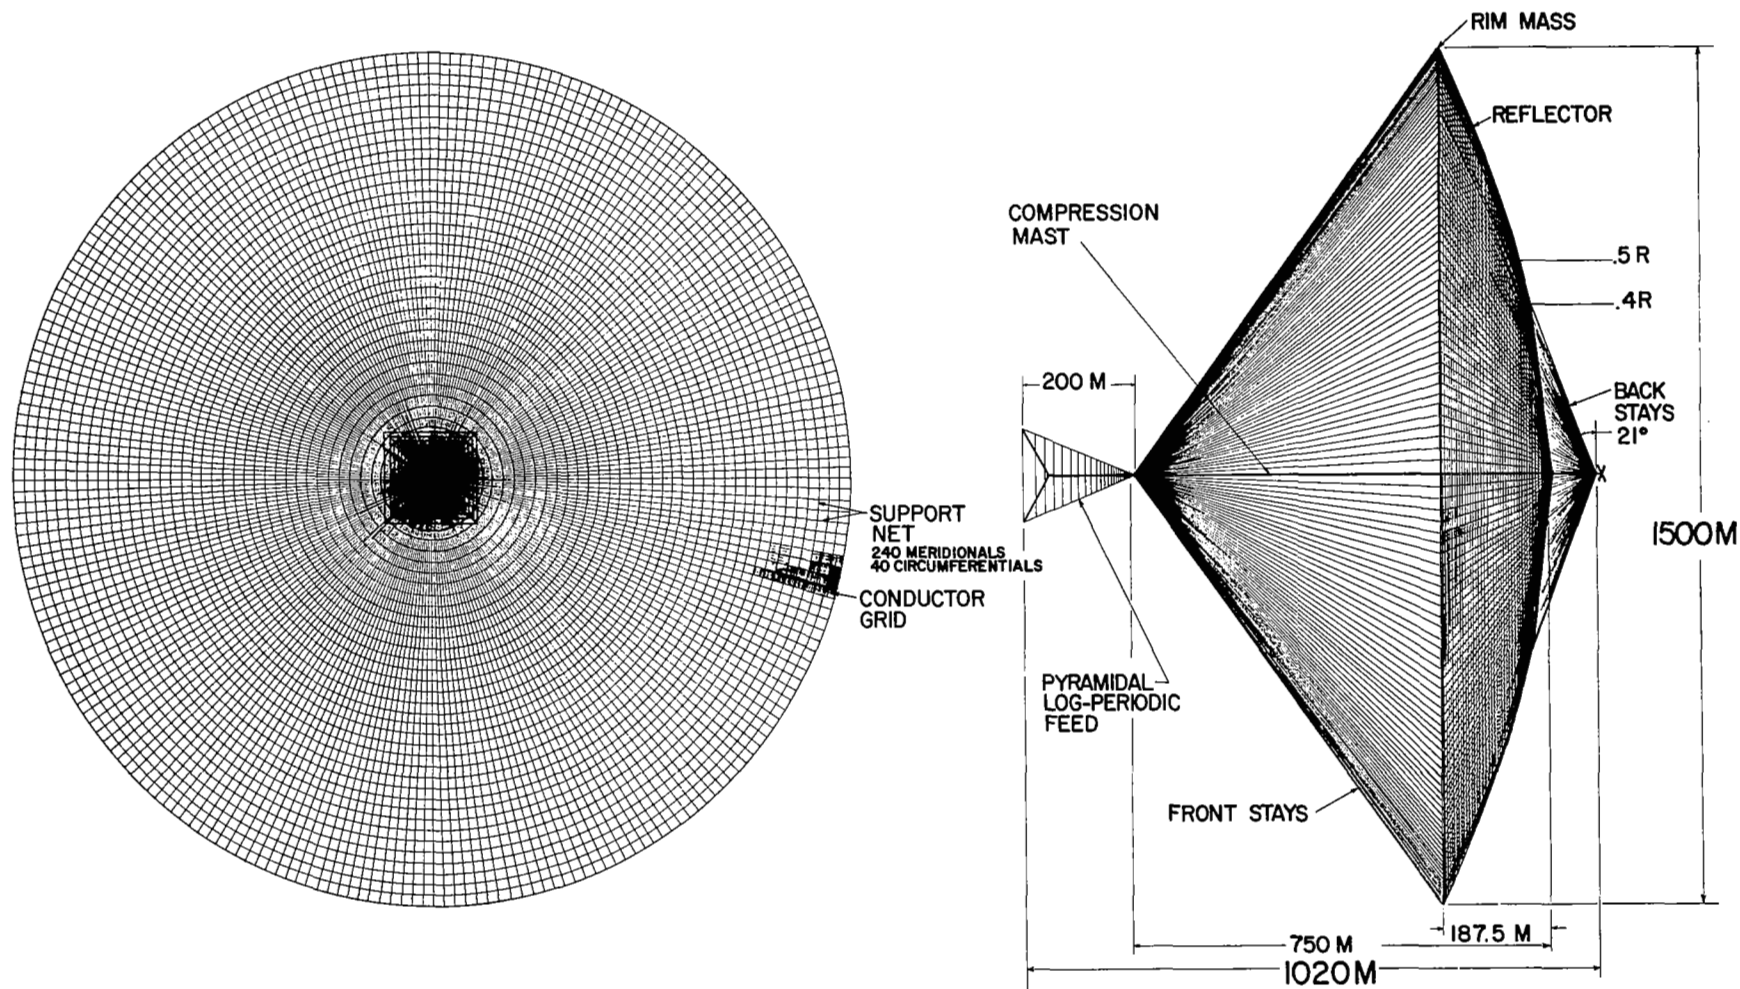 SUPPORT
NET
240 MERIDIONALS
40 CIRCUMFERENTIALS
CONDUCTOR
GRID
RIM MASS
REFLECTOR
COMPRESSION
MAST
.5 R
.4R
200 M
BACK
STAYS
21°
1500M
PYRAMIDAL
LOG-PERIODIC
FEED
FRONT STAYS
187.5 M
750 M
1020M